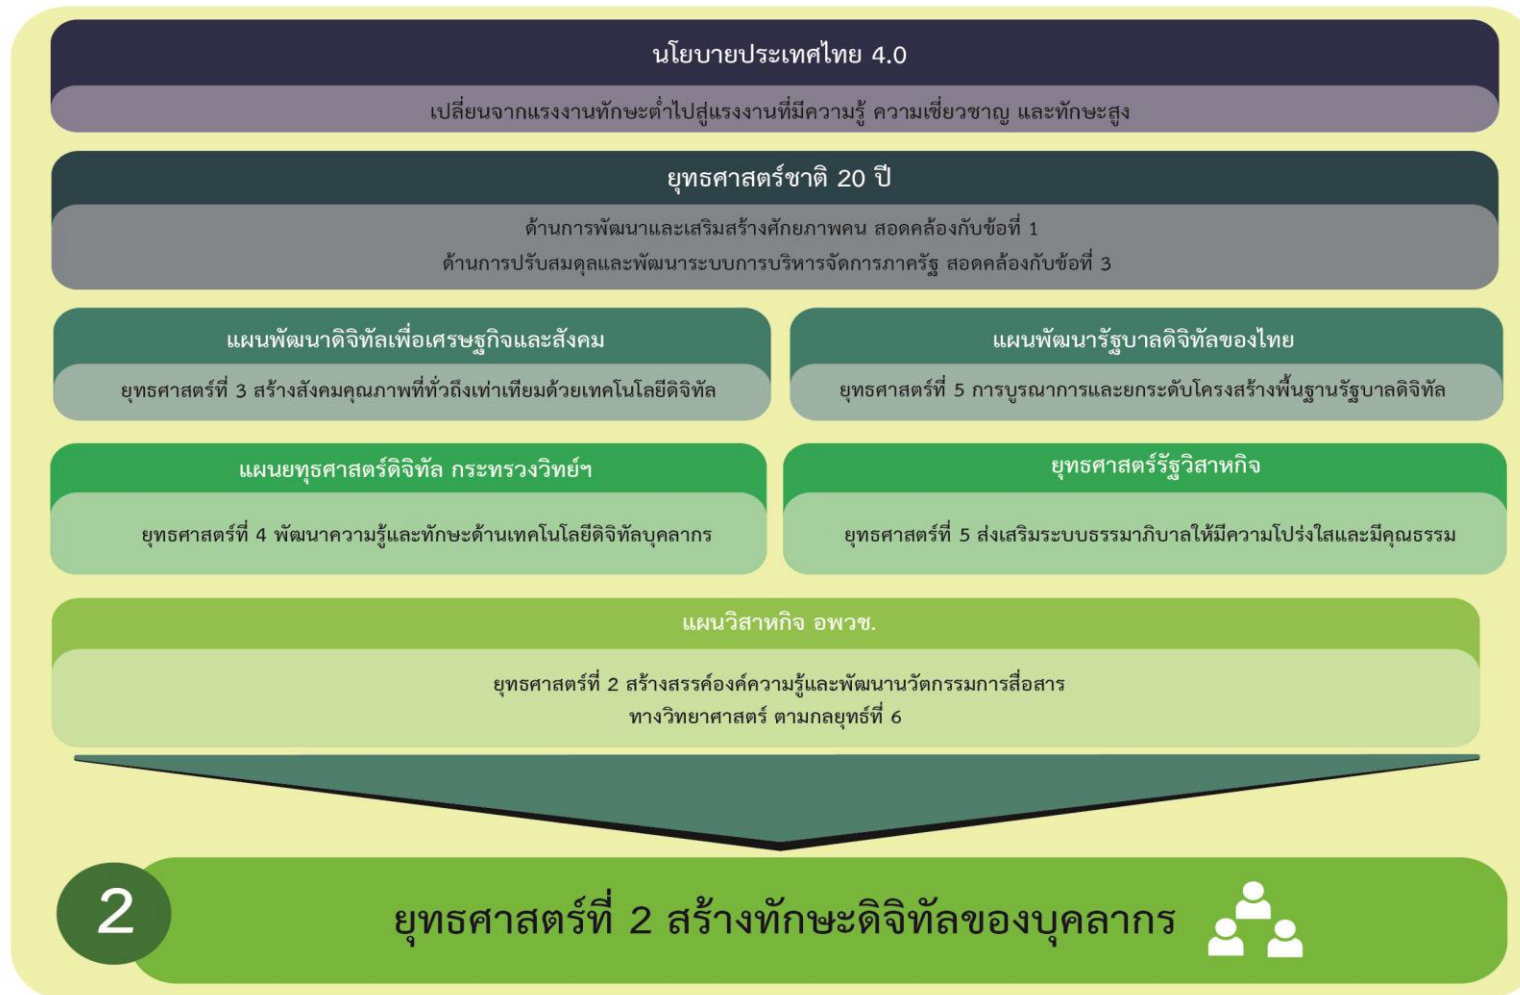 นโยบายประเทศไทย 4.0
เปลี่ยนจากแรงงานทักษะต่ำไปสู่แรงงานที่มีความรู้ ความเชี่ยวชาญ และทักษะสูง
ยุทธศาสตร์ชาติ 20 ปี
ด้านการพัฒนาและเสริมสร้างศักยภาพคน สอดคล้องกับข้อที่ 1
ด้านการปรับสมดุลและพัฒนาระบบการบริหารจัดการภาครัฐ สอดคล้องกับข้อที่ 3
แผนพัฒนาดิจิทัลเพื่อเศรษฐกิจและสังคม
ยุทธศาสตร์ที่ 3 สร้างสังคมคุณภาพที่ทั่วถึงเท่าเทียมด้วยเทคโนโลยีดิจิทัล
แผนพัฒนารัฐบาลดิจิทัลของไทย
ยุทธศาสตร์ที่ 5 การบูรณาการและยกระดับโครงสร้างพื้นฐานรัฐบาลดิจิทัล
แผนยทุธศาสตร์ดิจิทัล กระทรวงวิทย์ฯ
ยุทธศาสตร์ที่ 4 พัฒนาความรู้และทักษะด้านเทคโนโลยีดิจิทัลบุคลากร
ยุทธศาสตร์รัฐวิสาหกิจ
ยุทธศาสตร์ที่ 5 ส่งเสริมระบบธรรมาภิบาลให้มีความโปร่งใสและมีคุณธรรม
แผนวิสาหกิจ อพวช.
ยุทธศาสตร์ที่ 2 สร้างสรรค์องค์ความรู้และพัฒนานวัตกรรมการสื่อสาร
ทางวิทยาศาสตร์ ตามกลยุทธ์ที่ 6
2
ยุทธศาสตร์ที่ 2 สร้างทักษะดิจิทัลของบุคลากร